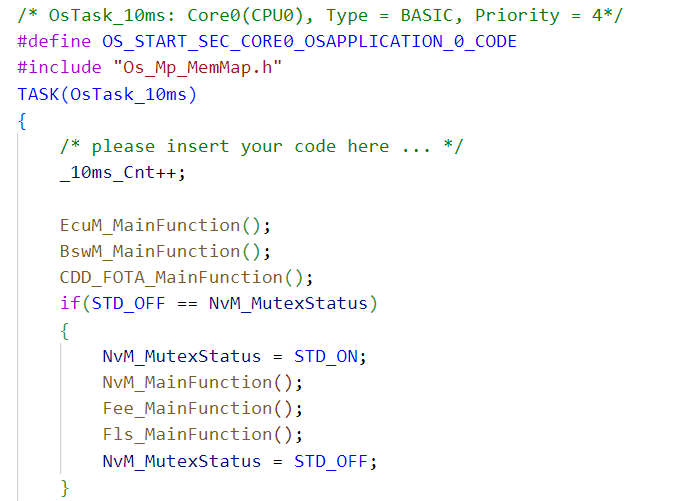 /* OsTask_10ms: Core0(CPU0), Type = BASIC, Priority = 4*/
#define OS_START_SEC_CORE0_OSAPPLICATION_0_CODE
#include "Os_Mp_MemMap.h"
TASK(OsTask_10ms)
{
/* please insert your code here ... */
_10ms_Cnt++;
EcuM_MainFunction();
BswM_MainFunction();
CDD_FOTA_MainFunction();
if(STD_OFF == NvM_MutexStatus)
{
NvM_MutexStatus = STD_ON;
NvM_MainFunction();
Fee_MainFunction();
Fls_MainFunction();
NvM_MutexStatus = STD_OFF;
}